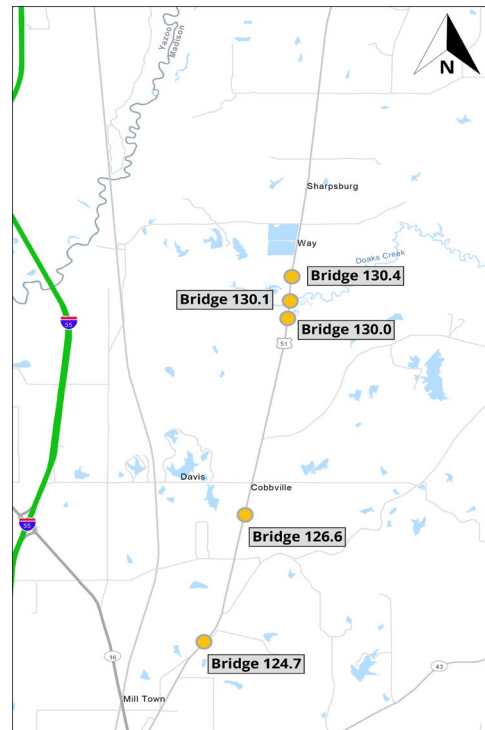 Yazoo
Madison
N
Sharpsburg
Way
Doaks Creek
Bridge 130.4
Bridge 130.1
Bridge 130.0
55
51
Davis
Cobbville
55
Bridge 126.6
Bridge 124.7
16
43
Mill Town